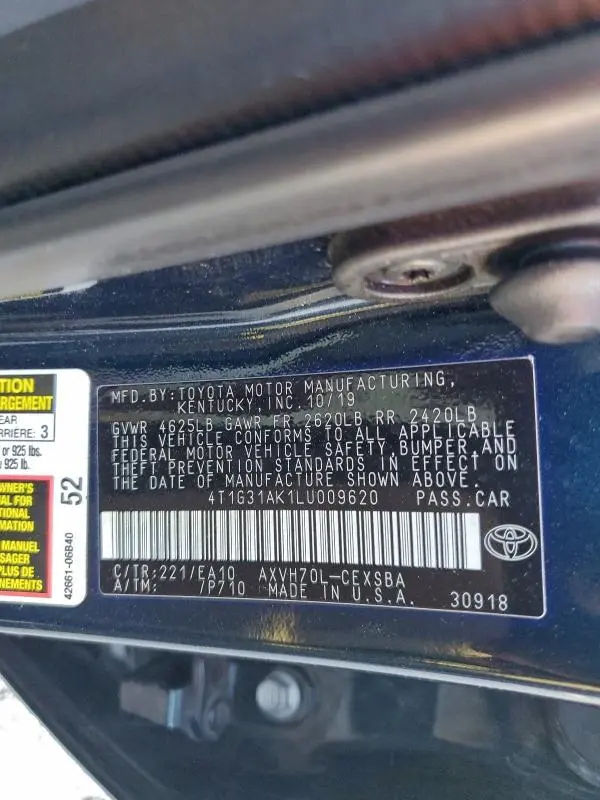 TION
RGEMENT
EAR
ARRIÈRE: 3
or 925 lbs.
925 lb.
WNER'S
AL FOR
TIONAL
MATION
MANUEL
SAGER
PLUS DE
NEMENTS
52
42661-06B40
MFD.BY:TOYOTA MOTOR MANUFACTURING,
KENTUCKY, INC.10/19
GVWR 4625LB GAWR FR 2620LB RR 2420LB
THIS VEHICLE CONFORMS TO ALL APPLICABLE
FEDERAL MOTOR VEHICLE SAFETY,BUMPER,AND
THEFT PREVENTION STANDARDS IN EFFECT ON
THE DATE OF MANUFACTURE SHOWN ABOVE.
4T1G31AK1LU009620 PASS.CAR
C/TR:221/EA10 AXVH70L-CEXSBA
A/TM: 7P710 MADE IN U.S.A. 30918